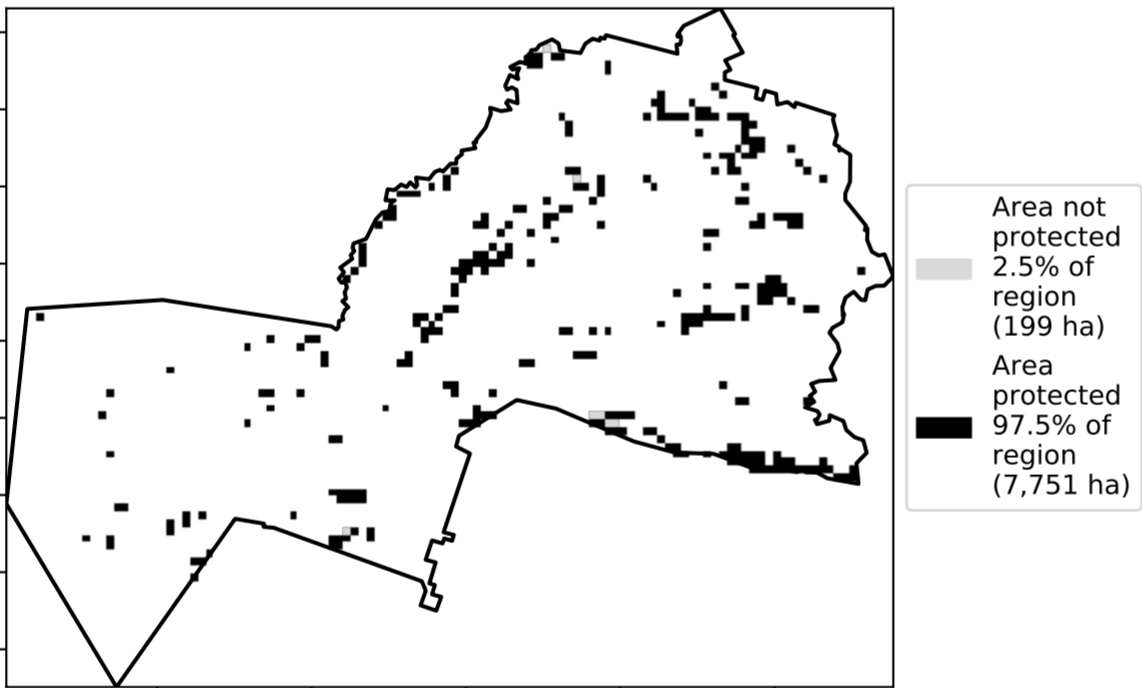 Area not
protected
2.5% of
region
(199 ha)
Area
protected
97.5% of
region
(7,751 ha)